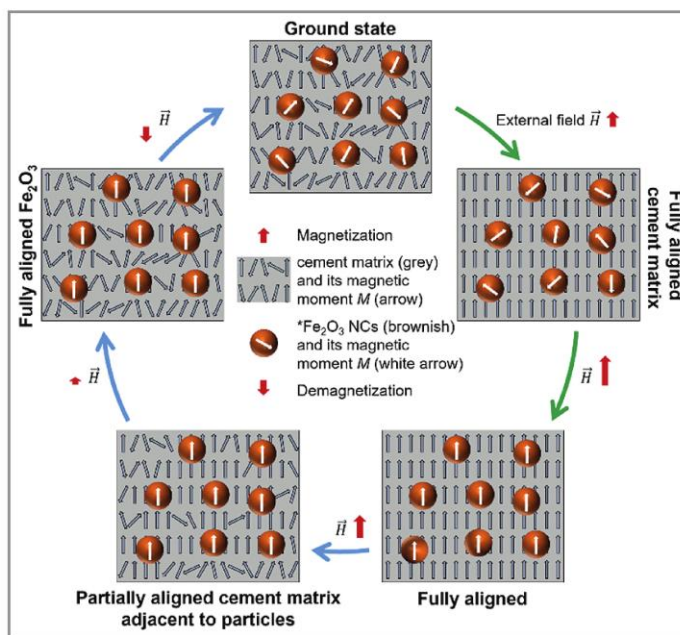 Ground state
H
External field H
Fully aligned Fe2O3
Fully aligned
cement matrix
Magnetization
cement matrix (grey)
and its magnetic
moment M (arrow)
*Fe2O3 NCs (brownish)
and its magnetic
moment M (white arrow)
Demagnetization
H
H
H
Partially aligned cement matrix
adjacent to particles
Fully aligned